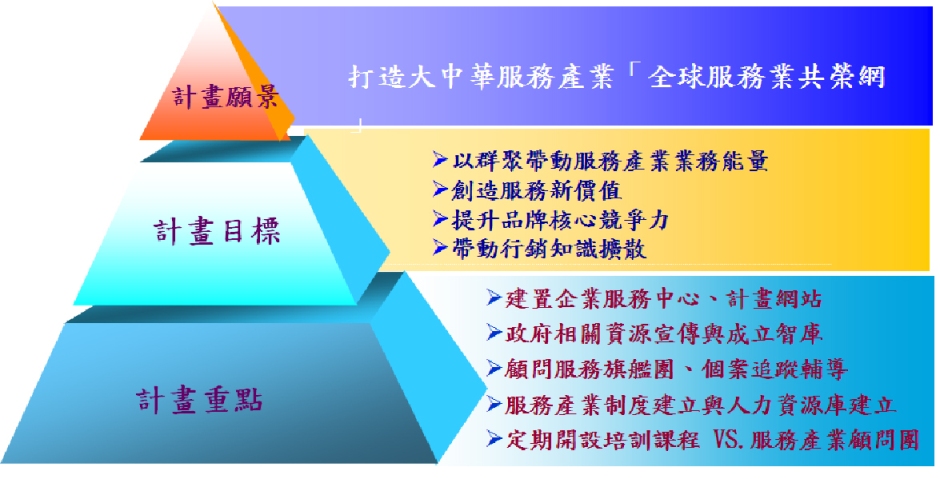 計畫願景
打造大中華服務產業「全球服務業共榮網
」
計畫目標
➢以群聚帶動服務產業業務能量
➢創造服務新價值
➢提升品牌核心競爭力
➢帶動行銷知識擴散
計畫重點
➢建置企業服務中心、計畫網站
➢政府相關資源宣傳與成立智庫
➢顧問服務旗艦團、個案追蹤輔導
➢服務產業制度建立與人力資源庫建立
➢定期開設培訓課程 VS.服務產業顧問團